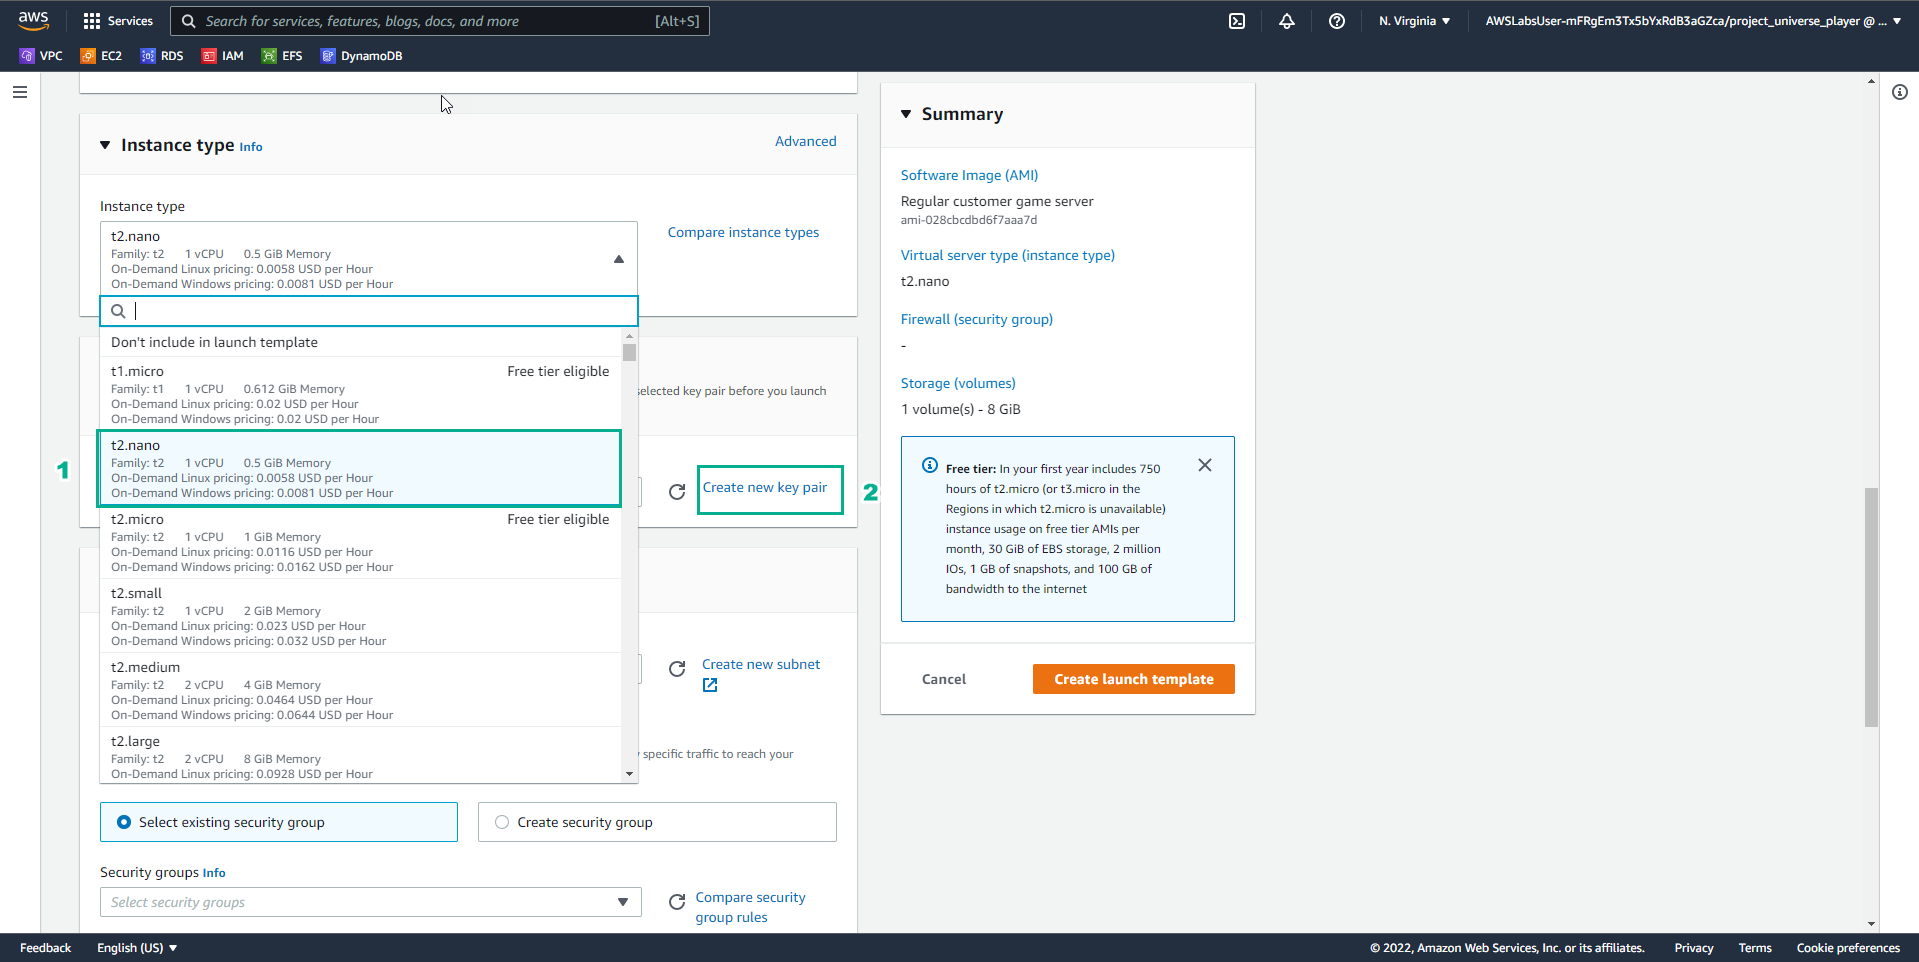 aws
Services
Search for services, features, blogs, docs, and more
[Alt+S]
N. Virginia
AWSLabsUser-mFRgEm3Tx5bYxRdB3aGZca/project_universe_player @ ...
VPC
EC2
RDS
IAM
EFS
DynamoDB
Instance type Info
Advanced
Instance type
t2.nano
Family: t2 1 vCPU 0.5 GiB Memory
On-Demand Linux pricing: 0.0058 USD per Hour
On-Demand Windows pricing: 0.0081 USD per Hour
Compare instance types
Don't include in launch template
t1.micro Free tier eligible
Family: t1 1 vCPU 0.612 GiB Memory
On-Demand Linux pricing: 0.02 USD per Hour
On-Demand Windows pricing: 0.02 USD per Hour
selected key pair before you launch
1
t2.nano
Family: t2 1 vCPU 0.5 GiB Memory
On-Demand Linux pricing: 0.0058 USD per Hour
On-Demand Windows pricing: 0.0081 USD per Hour
Create new key pair
2
t2.micro Free tier eligible
Family: t2 1 vCPU 1 GiB Memory
On-Demand Linux pricing: 0.0116 USD per Hour
On-Demand Windows pricing: 0.0162 USD per Hour
t2.small
Family: t2 1 vCPU 2 GiB Memory
On-Demand Linux pricing: 0.023 USD per Hour
On-Demand Windows pricing: 0.032 USD per Hour
t2.medium
Family: t2 2 vCPU 4 GiB Memory
On-Demand Linux pricing: 0.0464 USD per Hour
On-Demand Windows pricing: 0.0644 USD per Hour
Create new subnet
t2.large
Family: t2 2 vCPU 8 GiB Memory
On-Demand Linux pricing: 0.0928 USD per Hour
specific traffic to reach your
Select existing security group
Create security group
Security groups Info
Select security groups
Compare security
group rules
Summary
Software Image (AMI)
Regular customer game server
ami-028cbcdbd6f7aaa7d
Virtual server type (instance type)
t2.nano
Firewall (security group)
-
Storage (volumes)
1 volume(s) - 8 GiB
Free tier: In your first year includes 750
hours of t2.micro (or t3.micro in the
Regions in which t2.micro is unavailable)
instance usage on free tier AMIs per
month, 30 GiB of EBS storage, 2 million
IOs, 1 GB of snapshots, and 100 GB of
bandwidth to the internet
Cancel
Create launch template
Feedback
English (US)
© 2022, Amazon Web Services, Inc. or its affiliates.
Privacy
Terms
Cookie preferences